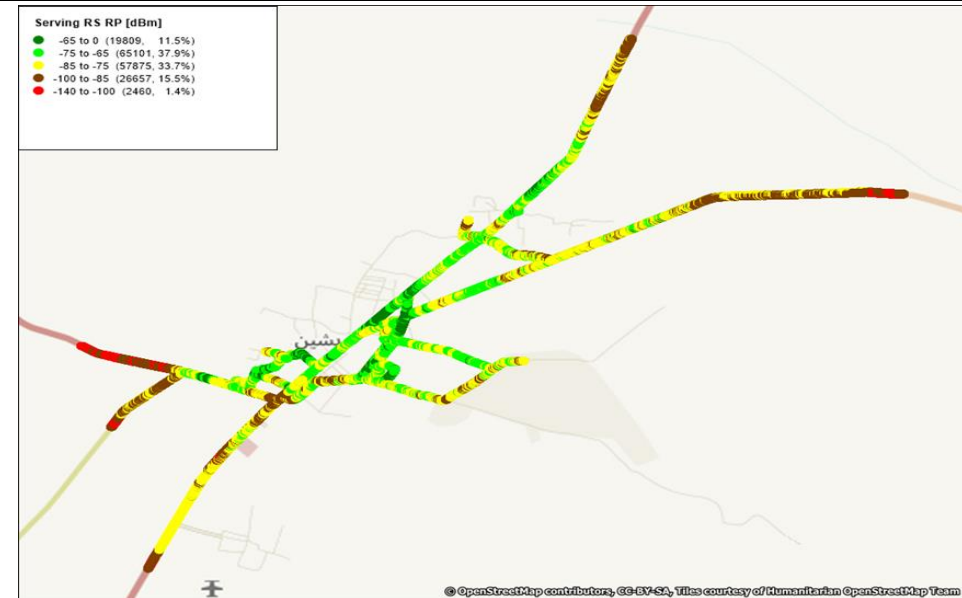 Serving RS RP [dBm]
-65 to 0 (19809, 11.5%)
-75 to -65 (65101, 37.9%)
-85 to -75 (57875, 33.7%)
-100 to -85 (26657, 15.5%)
-140 to -100 (2460, 1.4%)
پشین
© OpenStreetMap contributors, CC-BY-SA, Tiles courtesy of Humanitarian OpenStreetMap Team